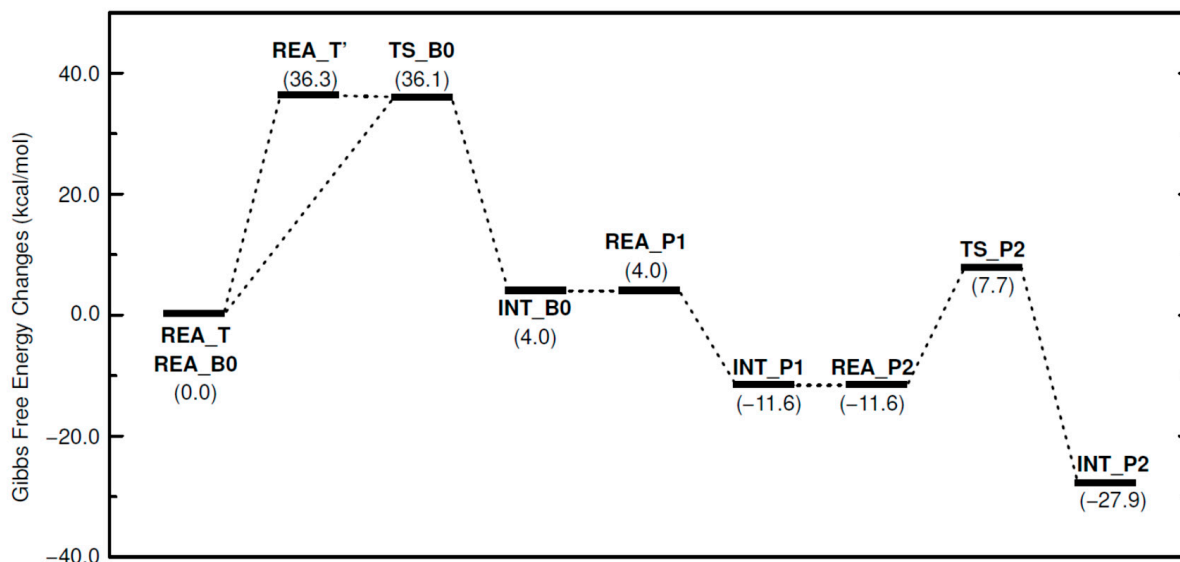 Gibbs Free Energy Changes (kcal/mol)
40.0
20.0
0.0
−20.0
−40.0
REA_T’
(36.3)
TS_B0
(36.1)
REA_T
REA_B0
(0.0)
INT_B0
(4.0)
REA_P1
(4.0)
INT_P1
(−11.6)
REA_P2
(−11.6)
TS_P2
(7.7)
INT_P2
(−27.9)